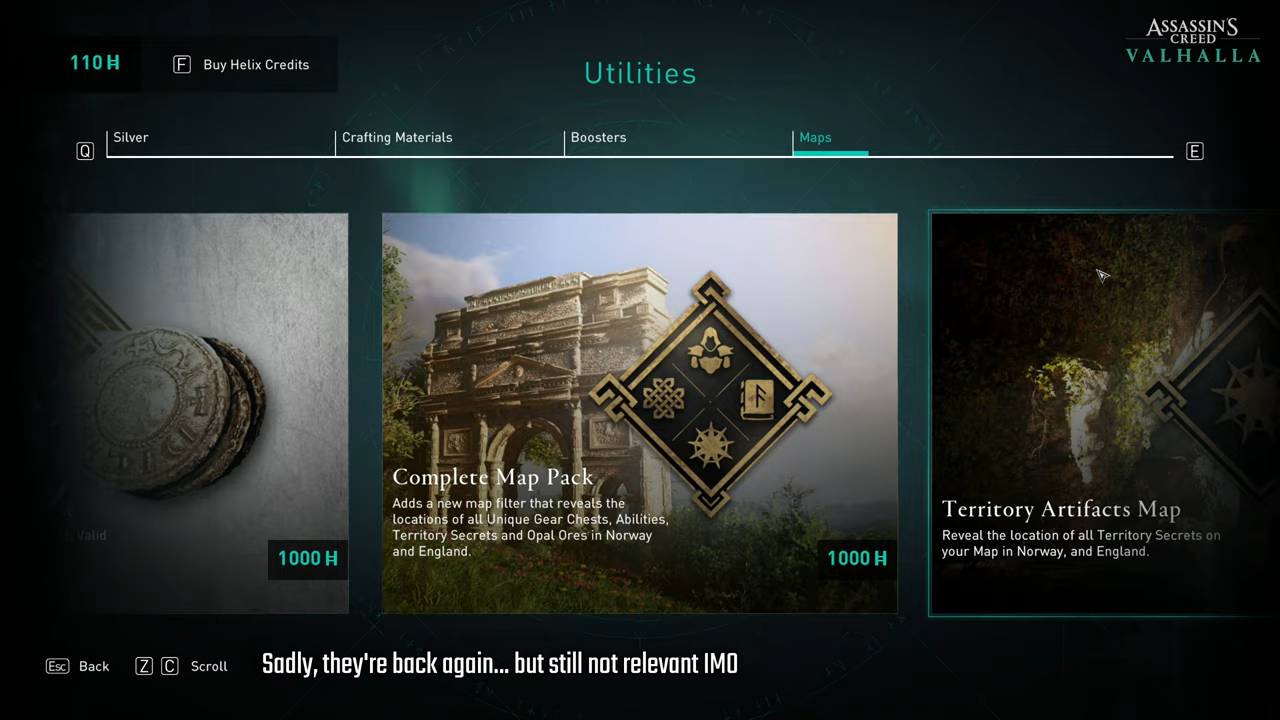 ASSASSIN'S
CREED
VALHALLA
110 H
F Buy Helix Credits
Utilities
Q
Silver
Crafting Materials
Boosters
Maps
E
Valid
1000 H
Complete Map Pack
Adds a new map filter that reveals the
locations of all Unique Gear Chests, Abilities,
Territory Secrets and Opal Ores in Norway
and England.
1000 H
Territory Artifacts Map
Reveal the location of all Territory Secrets on
your Map in Norway, and England.
Esc Back
Z C Scroll
Sadly, they're back again... but still not relevant IMO